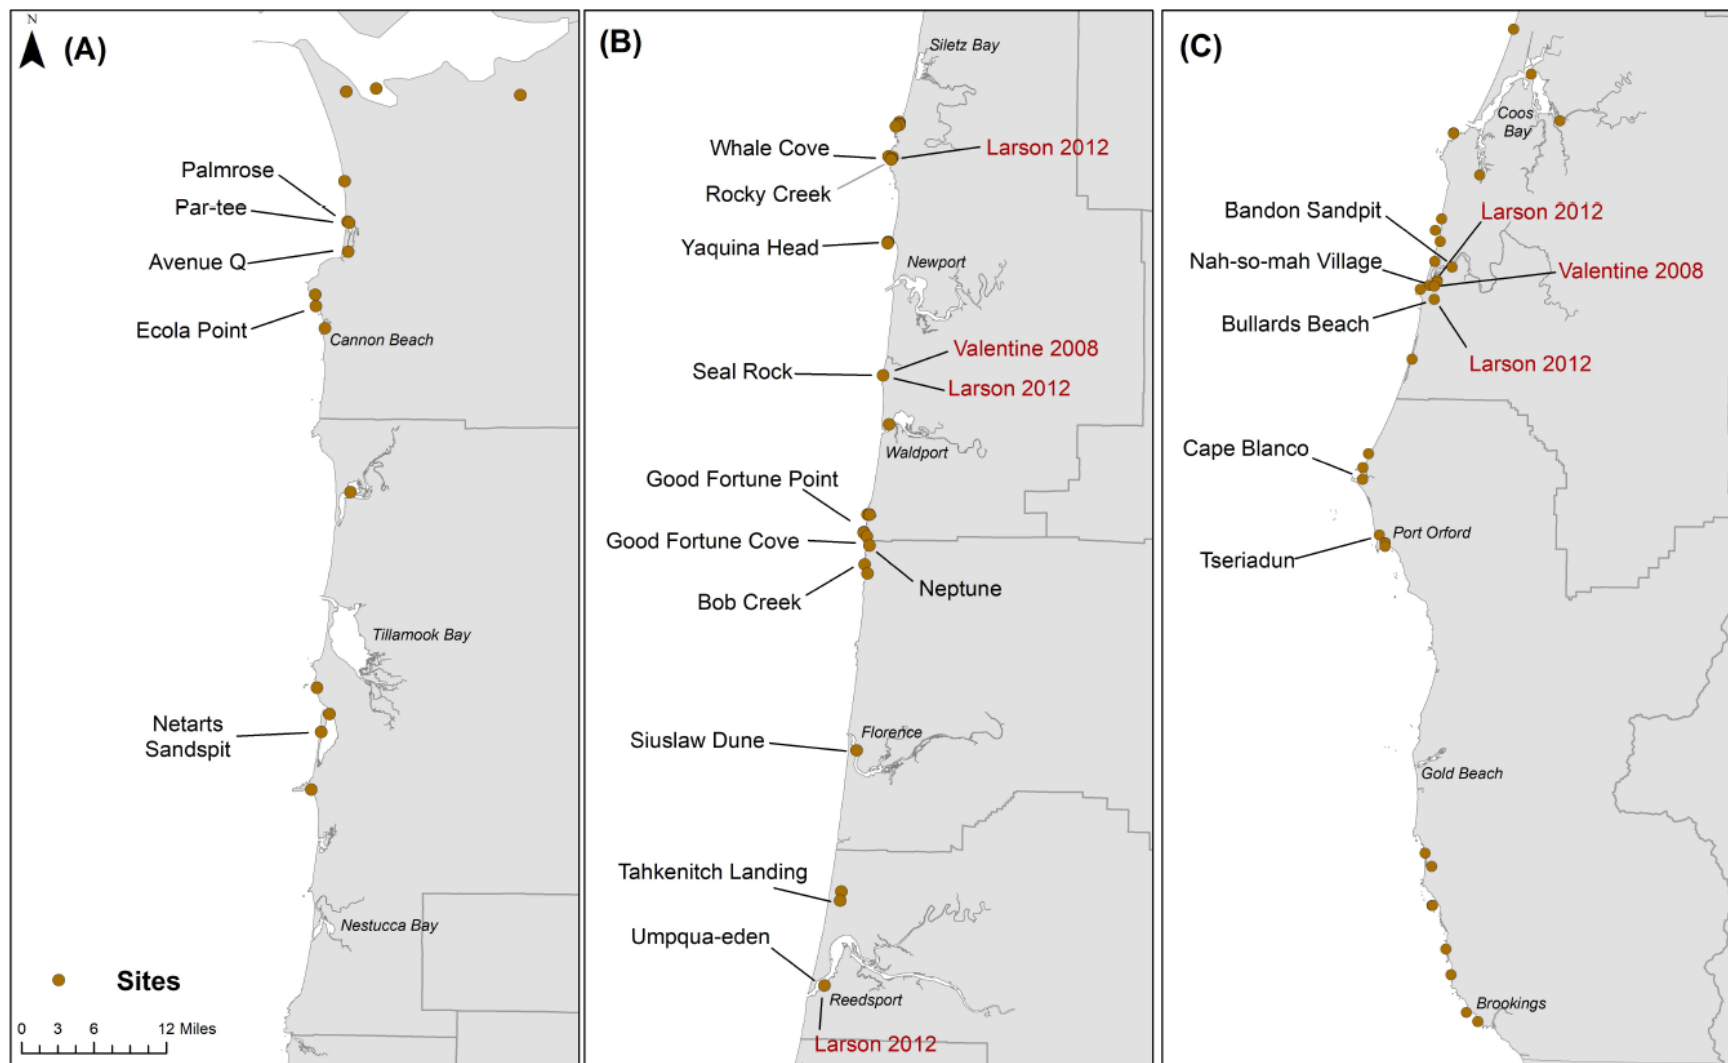 N
(A)
Palmrose
Par-tee
Avenue Q
Ecola Point
Cannon Beach
Tillamook Bay
Netarts
Sandspit
Nestucca Bay
Sites
0 3 6 12 Miles
(B)
Siletz Bay
Whale Cove
Larson 2012
Rocky Creek
Yaquina Head
Newport
Valentine 2008
Seal Rock
Larson 2012
Waldport
Good Fortune Point
Good Fortune Cove
Neptune
Bob Creek
Florence
Siuslaw Dune
Tahkenitch Landing
Umpqua-eden
Reedsport
Larson 2012
(C)
Coos
Bay
Bandon Sandpit
Larson 2012
Nah-so-mah Village
Valentine 2008
Bullards Beach
Larson 2012
Cape Blanco
Port Orford
Tseriadun
Gold Beach
Brookings